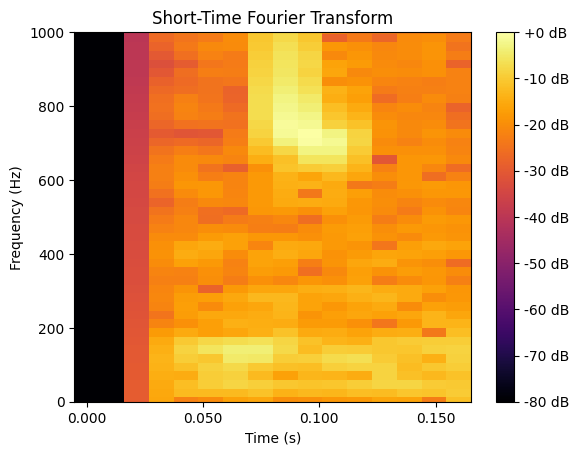 Short-Time Fourier Transform
1000
800
600
400
200
0
Frequency (Hz)
0.000
0.050
0.100
0.150
Time (s)
+0 dB
-10 dB
-20 dB
-30 dB
-40 dB
-50 dB
-60 dB
-70 dB
-80 dB